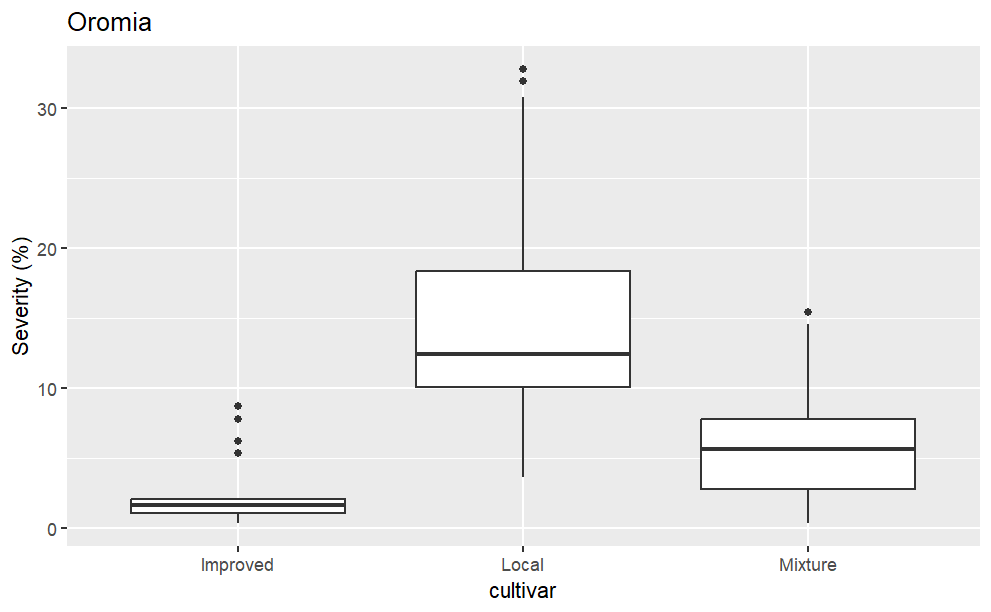 Oromia
Severity (%)
30
20
10
0
Improved Local Mixture
cultivar